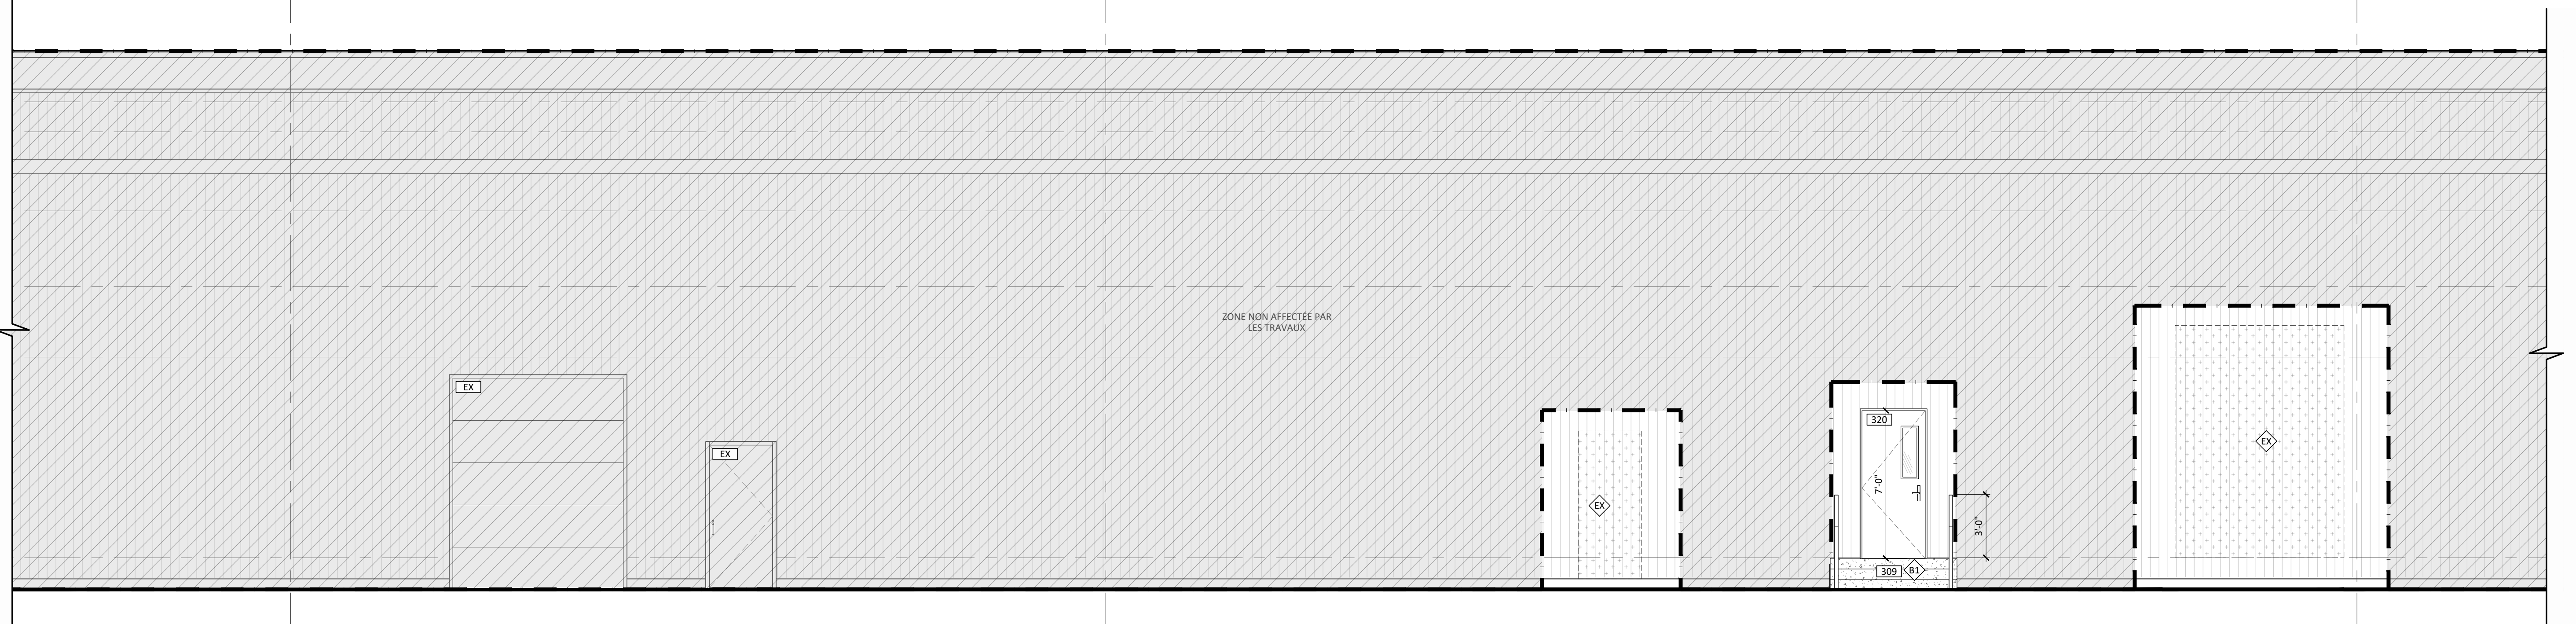 ZONE NON AFFECTÉE PAR
LES TRAVAUX
EX
EX
EX
320
7'-0"
3'-0"
309
B1
EX